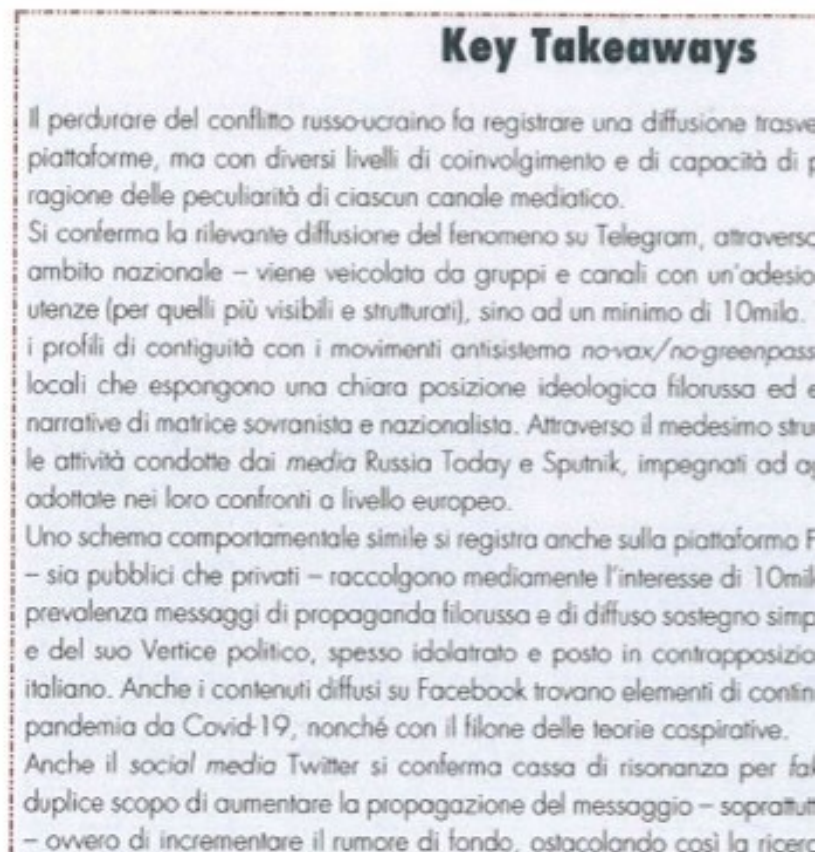 Key Takeaways
Il perdurare del conflitto russo-ucraino fa registrare una diffusione trasve
piattaforme, ma con diversi livelli di coinvolgimento e di capacità di p
ragione delle peculiarità di ciascun canale mediatico.
Si conferma la rilevante diffusione del fenomeno su Telegram, attraverso
ambito nazionale – viene veicolata da gruppi e canali con un'adesio
utenze (per quelli più visibili e strutturati), sino ad un minimo di 10mila.
i profili di contiguità con i movimenti antisistema no-vax/no-greenpass
locali che espongono una chiara posizione ideologica filorussa ed e
narrative di matrice sovranista e nazionalista. Attraverso il medesimo stru
le attività condotte dai media Russia Today e Sputnik, impegnati ad ag
adottate nei loro confronti a livello europeo.
Uno schema comportamentale simile si registra anche sulla piattaforma F
– sia pubblici che privati – raccolgono mediamente l'interesse di 10mil
prevalenza messaggi di propaganda filorussa e di diffuso sostegno simp
e del suo Vertice politico, spesso idolatrato e posto in contrapposizio
italiano. Anche i contenuti diffusi su Facebook trovano elementi di contin
pandemia da Covid-19, nonché con il filone delle teorie cospirative.
Anche il social media Twitter si conferma cassa di risonanza per fak
duplice scopo di aumentare la propagazione del messaggio – soprattutt
– ovvero di incrementare il rumore di fondo, ostacolando così la ricerc